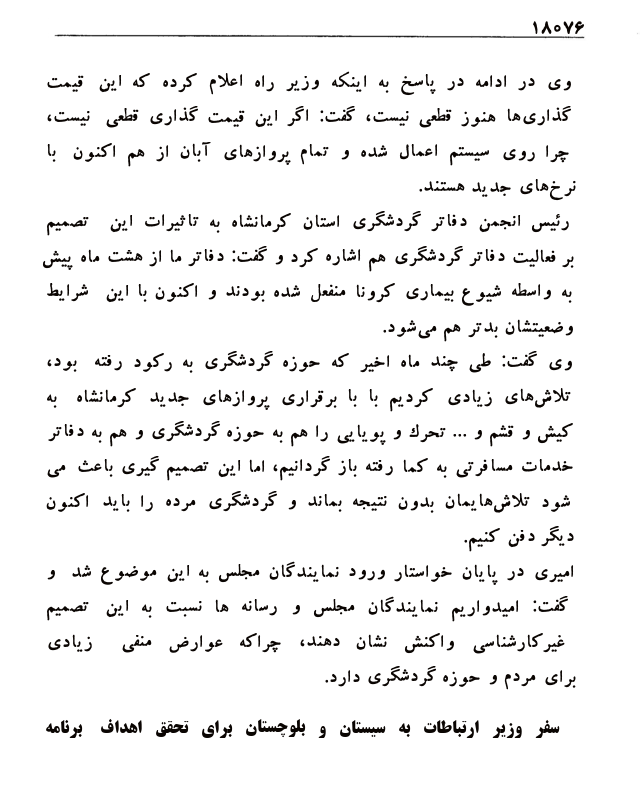 ۱۸۰۷۶
وی در ادامه در پاسخ به اینکه وزیر راه اعلام کرده که این قیمت
گذاری‌ها هنوز قطعی نیست، گفت: اگر این قیمت گذاری قطعی نیست،
چرا روی سیستم اعمال شده و تمام پروازهای آبان از هم اکنون با
نرخ‌های جدید هستند.
رئیس انجمن دفاتر گردشگری استان کرمانشاه به تاثیرات این تصمیم
بر فعالیت دفاتر گردشگری هم اشاره کرد و گفت: دفاتر ما از هشت ماه پیش
به واسطه شیوع بیماری کرونا منفعل شده بودند و اکنون با این شرایط
وضعیتشان بدتر هم می‌شود.
وی گفت: طی چند ماه اخیر که حوزه گردشگری به رکود رفته بود،
تلاش‌های زیادی کردیم با با برقراری پروازهای جدید کرمانشاه به
کیش و قشم و ... تحرك و پویایی را هم به حوزه گردشگری و هم به دفاتر
خدمات مسافرتی به کما رفته باز گردانیم، اما این تصمیم گیری باعث می
شود تلاش‌هایمان بدون نتیجه بماند و گردشگری مرده را باید اکنون
دیگر دفن کنیم.
امیری در پایان خواستار ورود نمایندگان مجلس به این موضوع شد و
گفت: امیدواریم نمایندگان مجلس و رسانه ها نسبت به این تصمیم
غیرکارشناسی واکنش نشان دهند، چراکه عوارض منفی زیادی
برای مردم و حوزه گردشگری دارد.
سفر وزیر ارتباطات به سیستان و بلوچستان برای تحقق اهداف برنامه